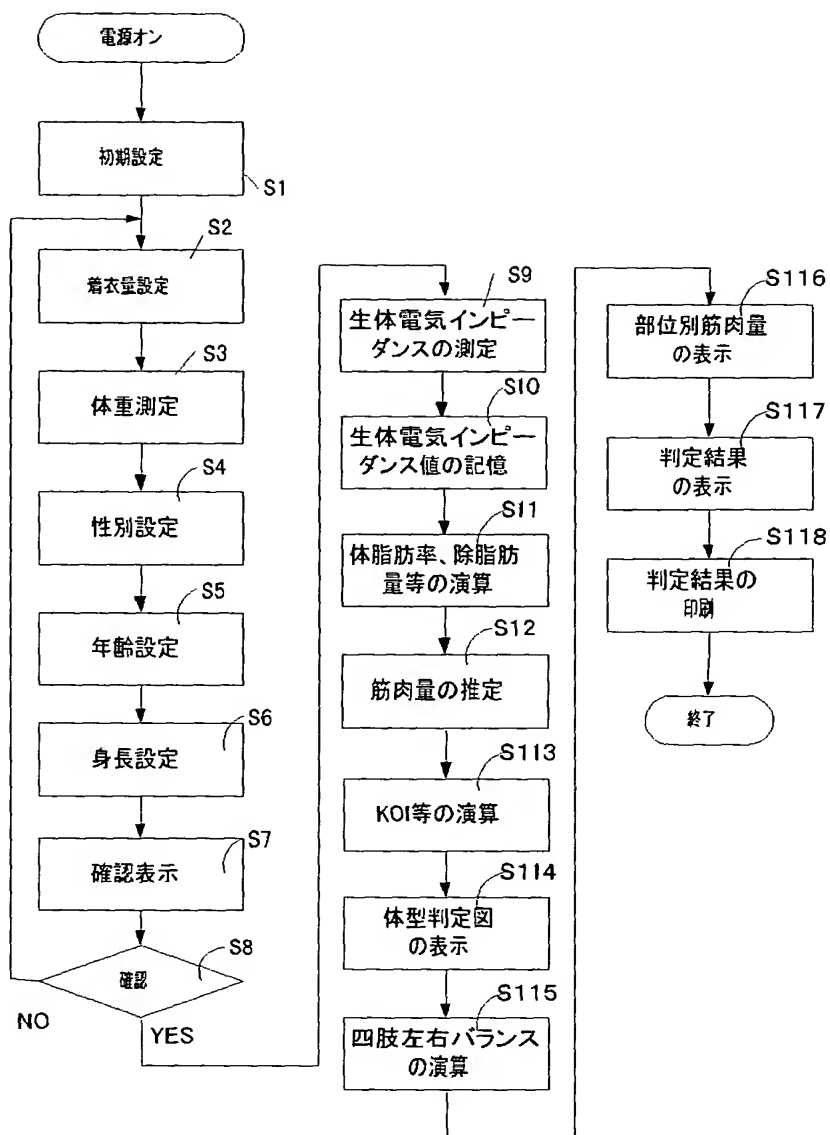 電源オン
初期設定
S1
S2
着衣量設定
S3
体重測定
S4
性別設定
S5
年齢設定
S6
身長設定
S7
確認表示
S8
確認
NO
YES
S9
生体電気インピー
ダンスの測定
S10
生体電気インピー
ダンス値の記憶
S11
体脂肪率、除脂肪
量等の演算
S12
筋肉量の推定
S113
KOI等の演算
S114
体型判定図
の表示
S115
四肢左右バランス
の演算
S116
部位別筋肉量
の表示
S117
判定結果
の表示
S118
判定結果の
印刷
終了